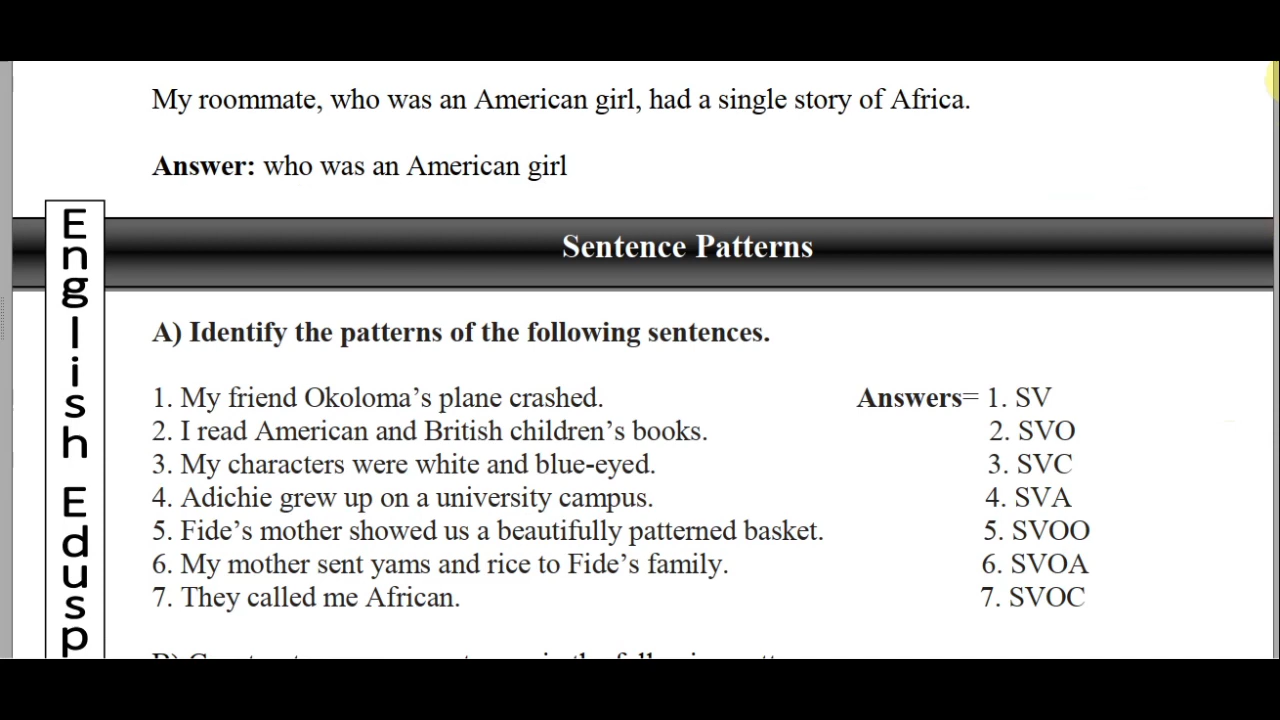 My roommate, who was an American girl, had a single story of Africa.
Answer: who was an American girl
English Edusp
Sentence Patterns
A) Identify the patterns of the following sentences.
1. My friend Okoloma’s plane crashed. Answers= 1. SV
2. I read American and British children’s books. 2. SVO
3. My characters were white and blue-eyed. 3. SVC
4. Adichie grew up on a university campus. 4. SVA
5. Fide’s mother showed us a beautifully patterned basket. 5. SVOO
6. My mother sent yams and rice to Fide’s family. 6. SVOA
7. They called me African. 7. SVOC